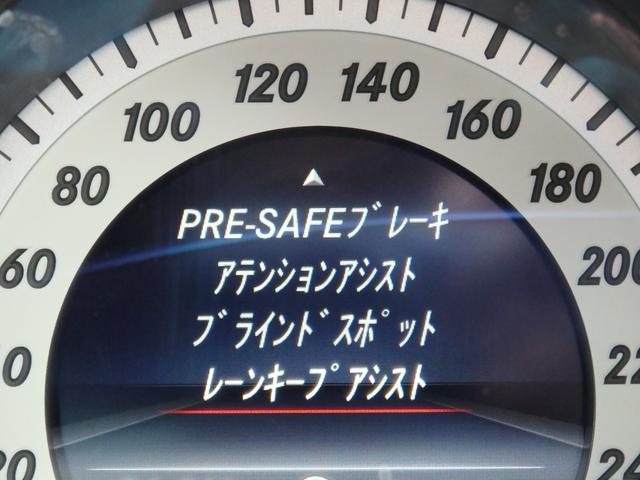 120 140
100 160
80 180
60 200
PRE-SAFEブレーキ
アテンションアシスト
ブラインドスポット
レーンキープアシスト